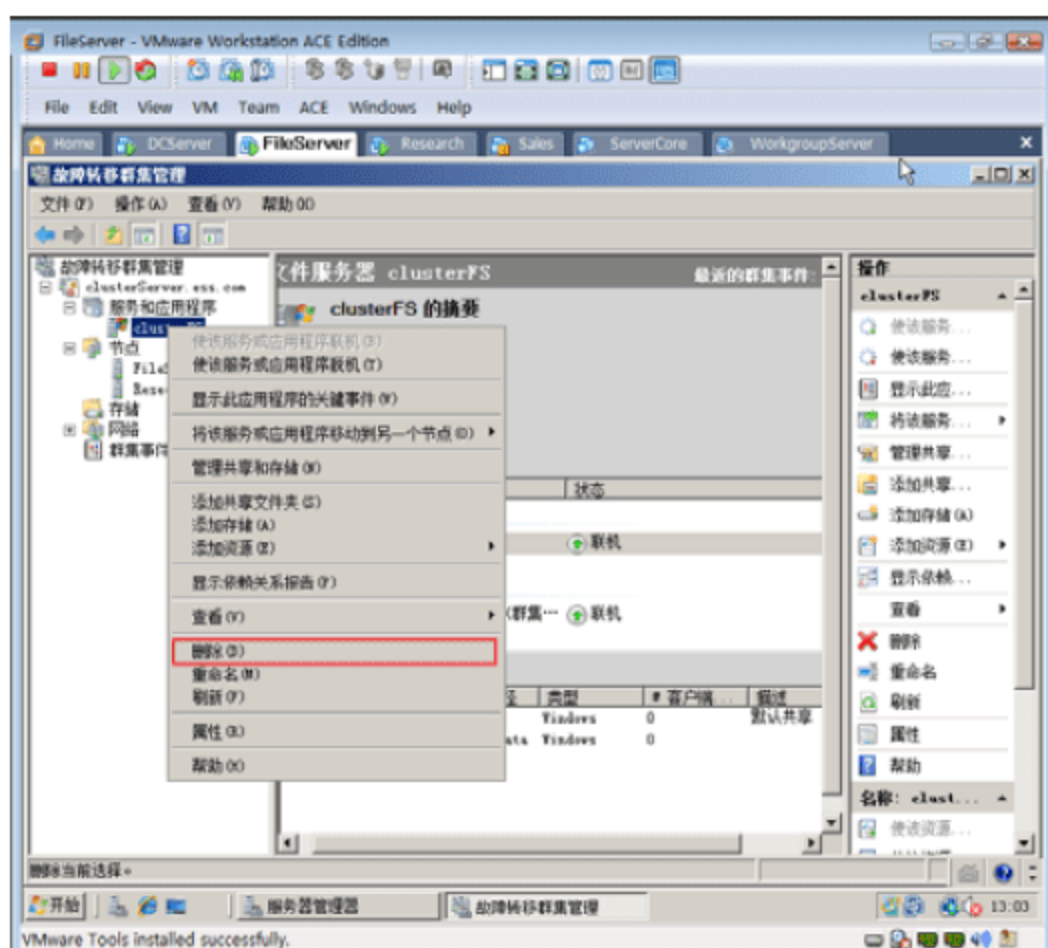 FileServer - VMware Workstation ACE Edition
File Edit View VM Team ACE Windows Help
Home DCServer FileServer Research Sales ServerCore WorkgroupServer
故障转移群集管理
文件(F) 操作(A) 查看(V) 帮助(H)
故障转移群集管理
clusterServer.ess.com
服务和应用程序
节点
存储
网络
群集事件
文件服务器 clusterFS
最近的群集事件:
clusterFS 的摘要
使该服务或应用程序联机(B)
使该服务或应用程序脱机(T)
显示此应用程序的关键事件(W)
将该服务或应用程序移动到另一个节点(O)
管理共享和存储(N)
添加共享文件夹(S)
添加存储(A)
添加资源(E)
显示依赖关系报告(P)
查看(V)
删除(D)
重命名(M)
刷新(F)
属性(R)
帮助(H)
状态
联机
(群集… 联机
类型 # 客户端... 描述
Windows 0 默认共享
Windows 0
操作
clusterFS
使该服务...
使该服务...
显示此应...
将该服务...
管理共享...
添加共享...
添加存储(A)
添加资源(E)
显示依赖...
查看
删除
重命名
刷新
属性
帮助
名称: clust...
使该资源...
删除当前选择。
开始 服务器管理器 故障转移群集管理 13:03
VMware Tools installed successfully.